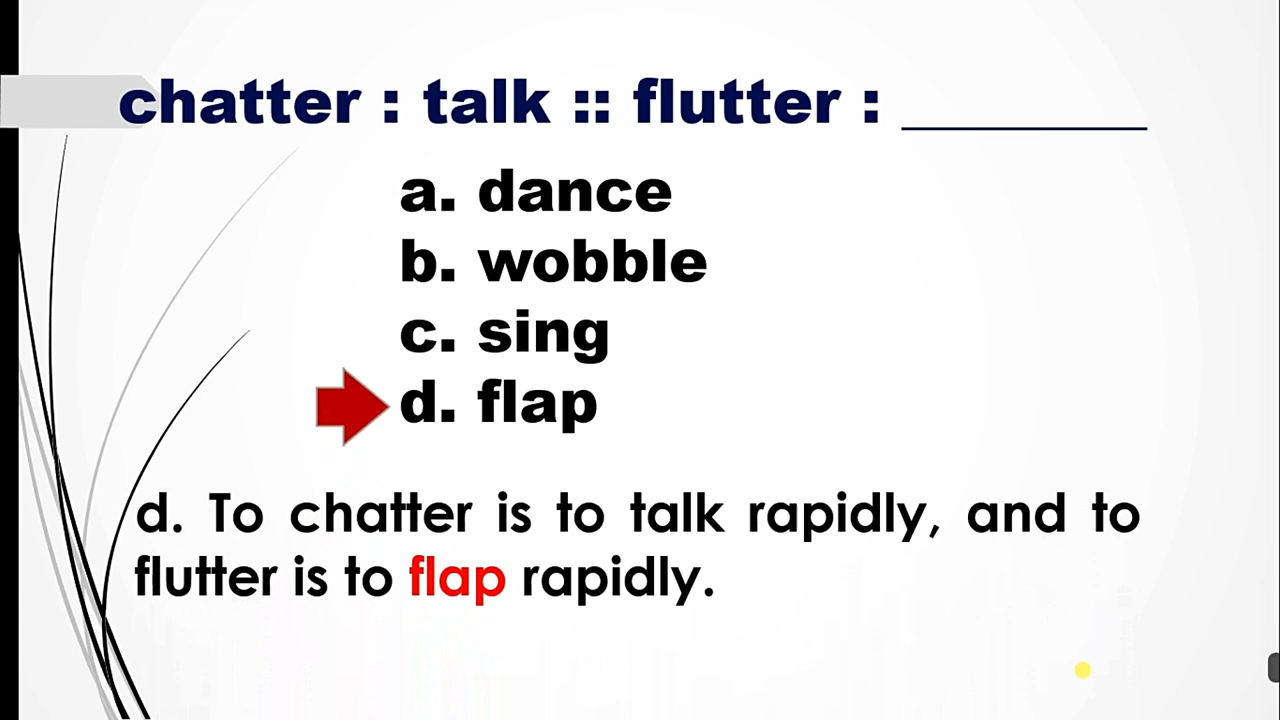 chatter : talk :: flutter : ________
a. dance
b. wobble
c. sing
d. flap
d. To chatter is to talk rapidly, and to
flutter is to flap rapidly.